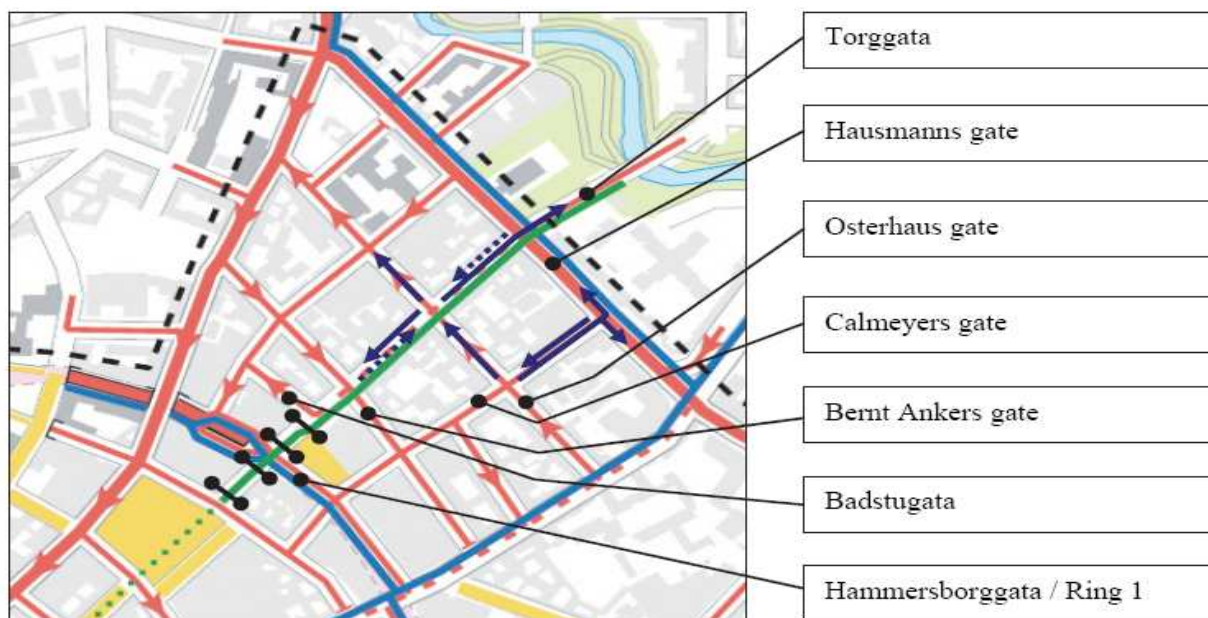 Torggata
Hausmanns gate
Osterhaus gate
Calmeyers gate
Bernt Ankers gate
Badstugata
Hammersborggata / Ring 1